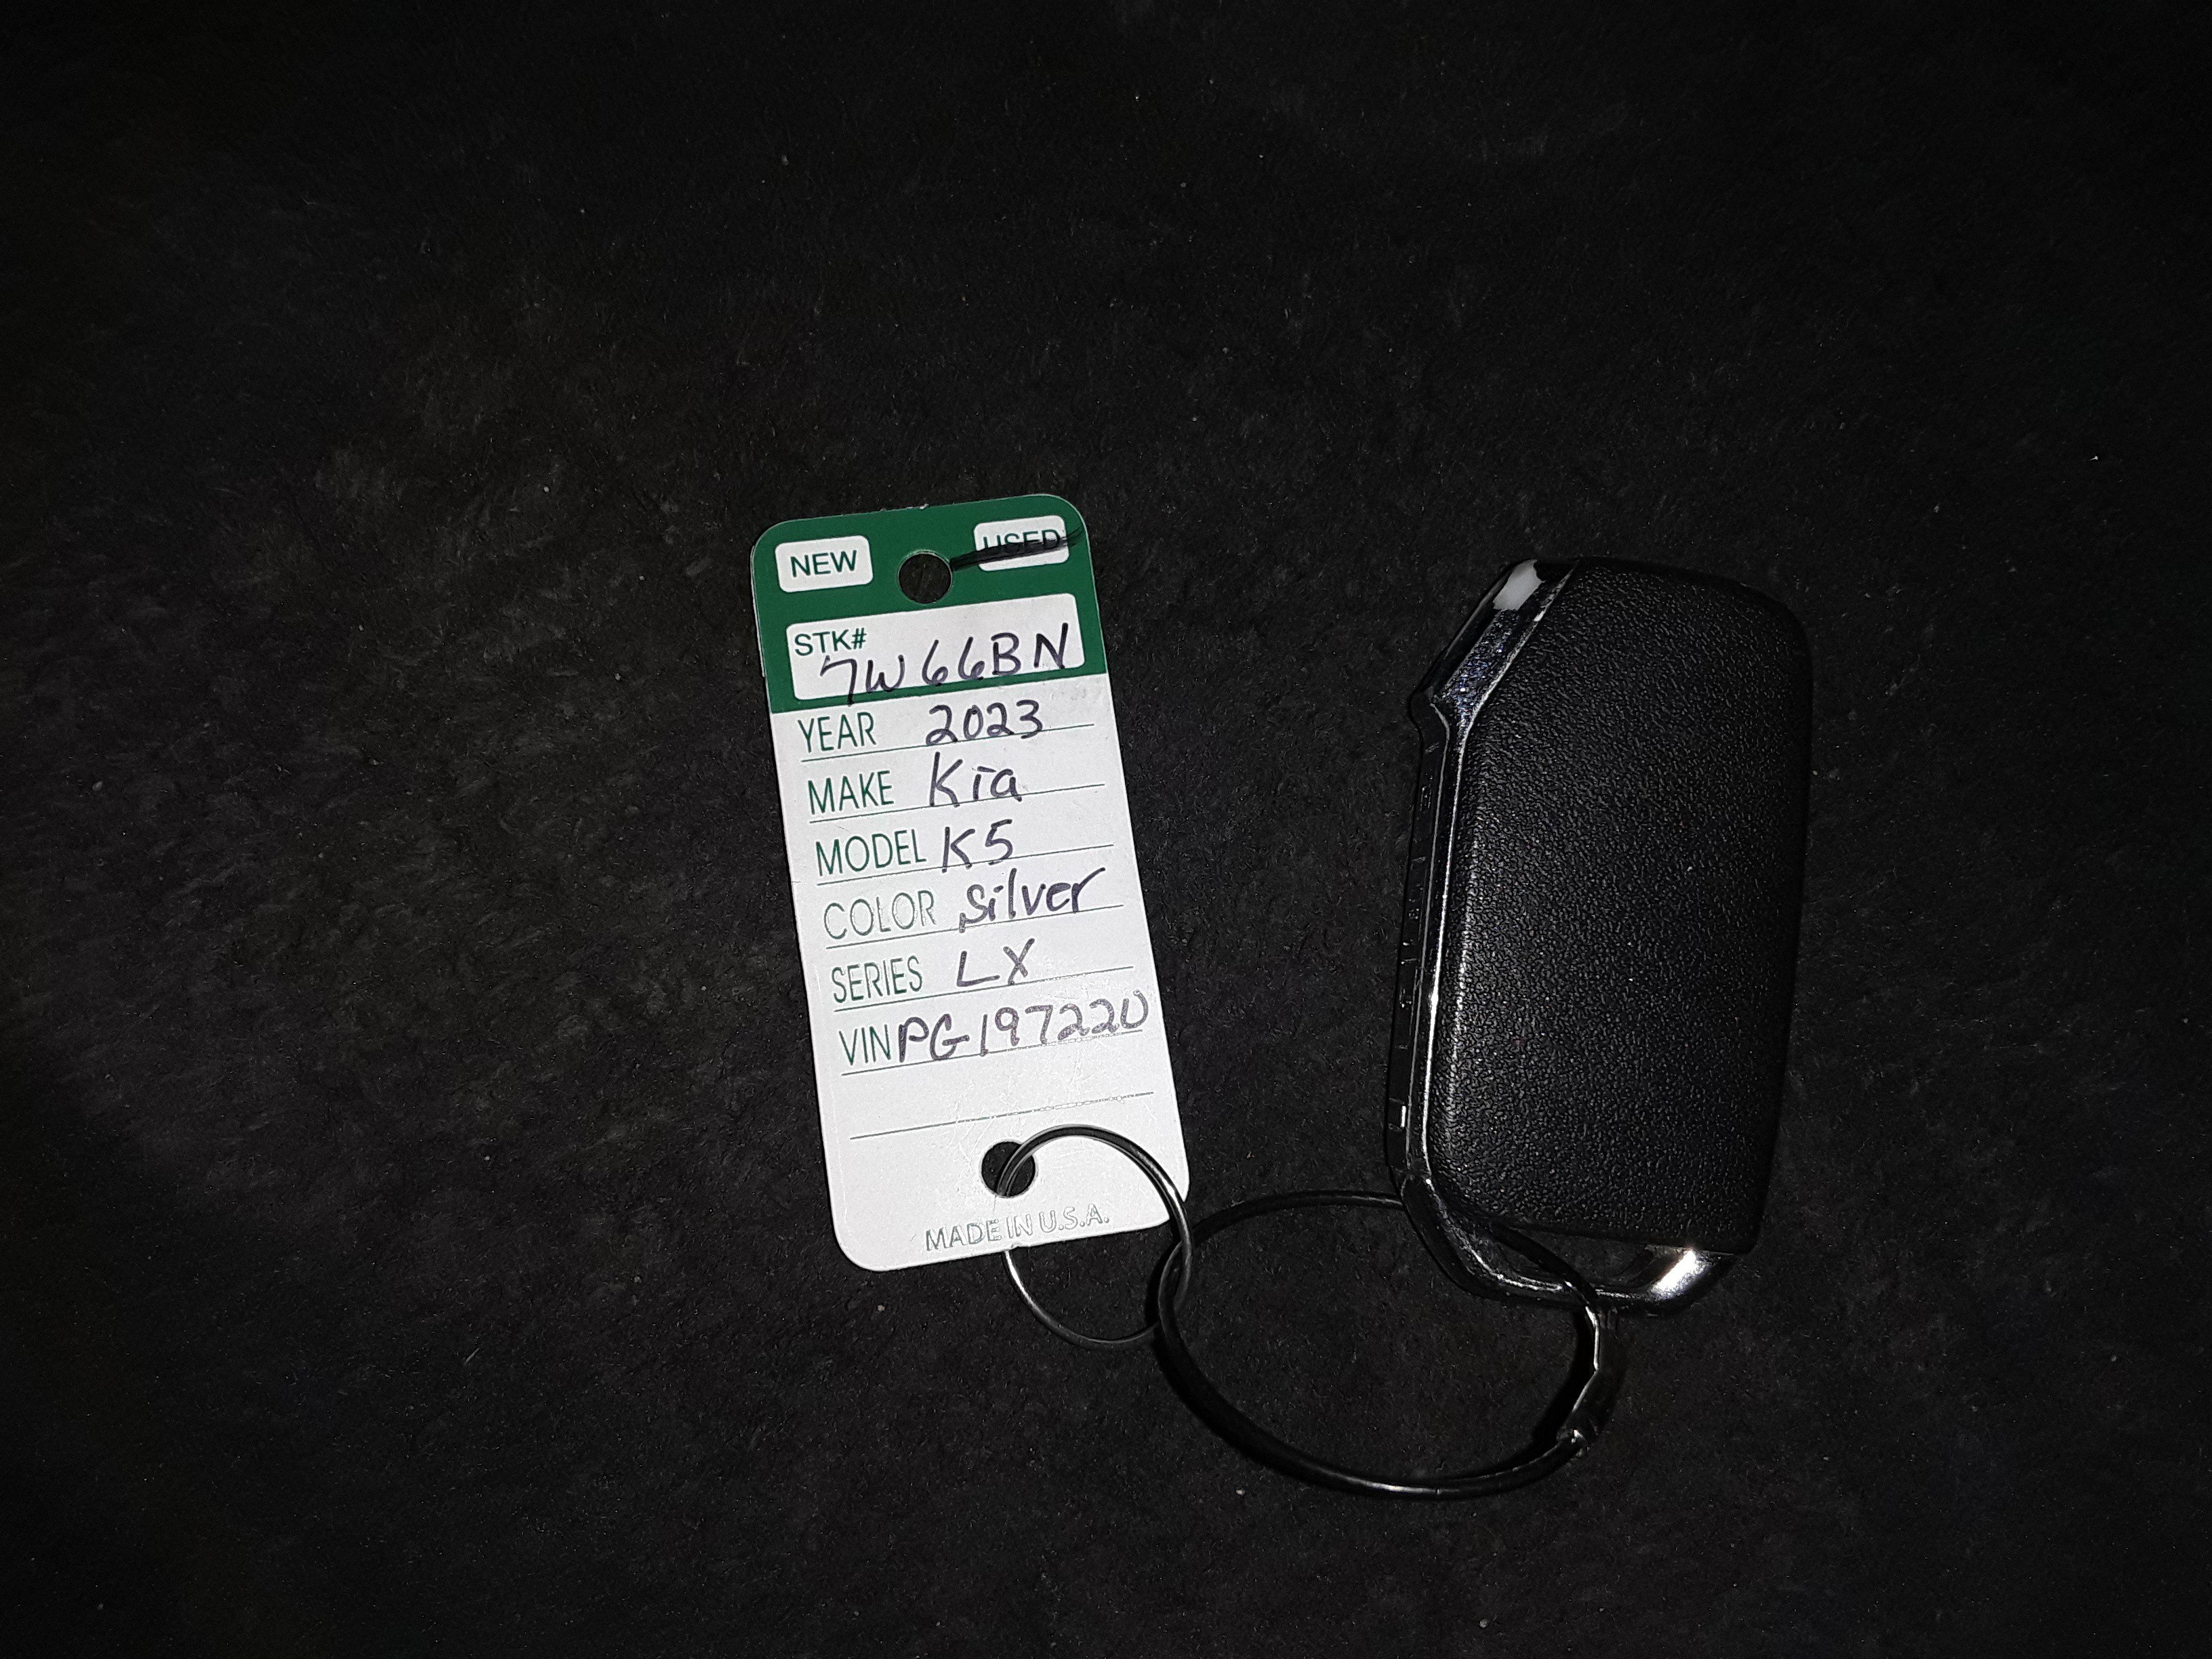 NEW USED
STK#
7W66BN
YEAR 2023
MAKE Kia
MODEL K5
COLOR Silver
SERIES LX
VIN PG197220
MADE IN U.S.A.